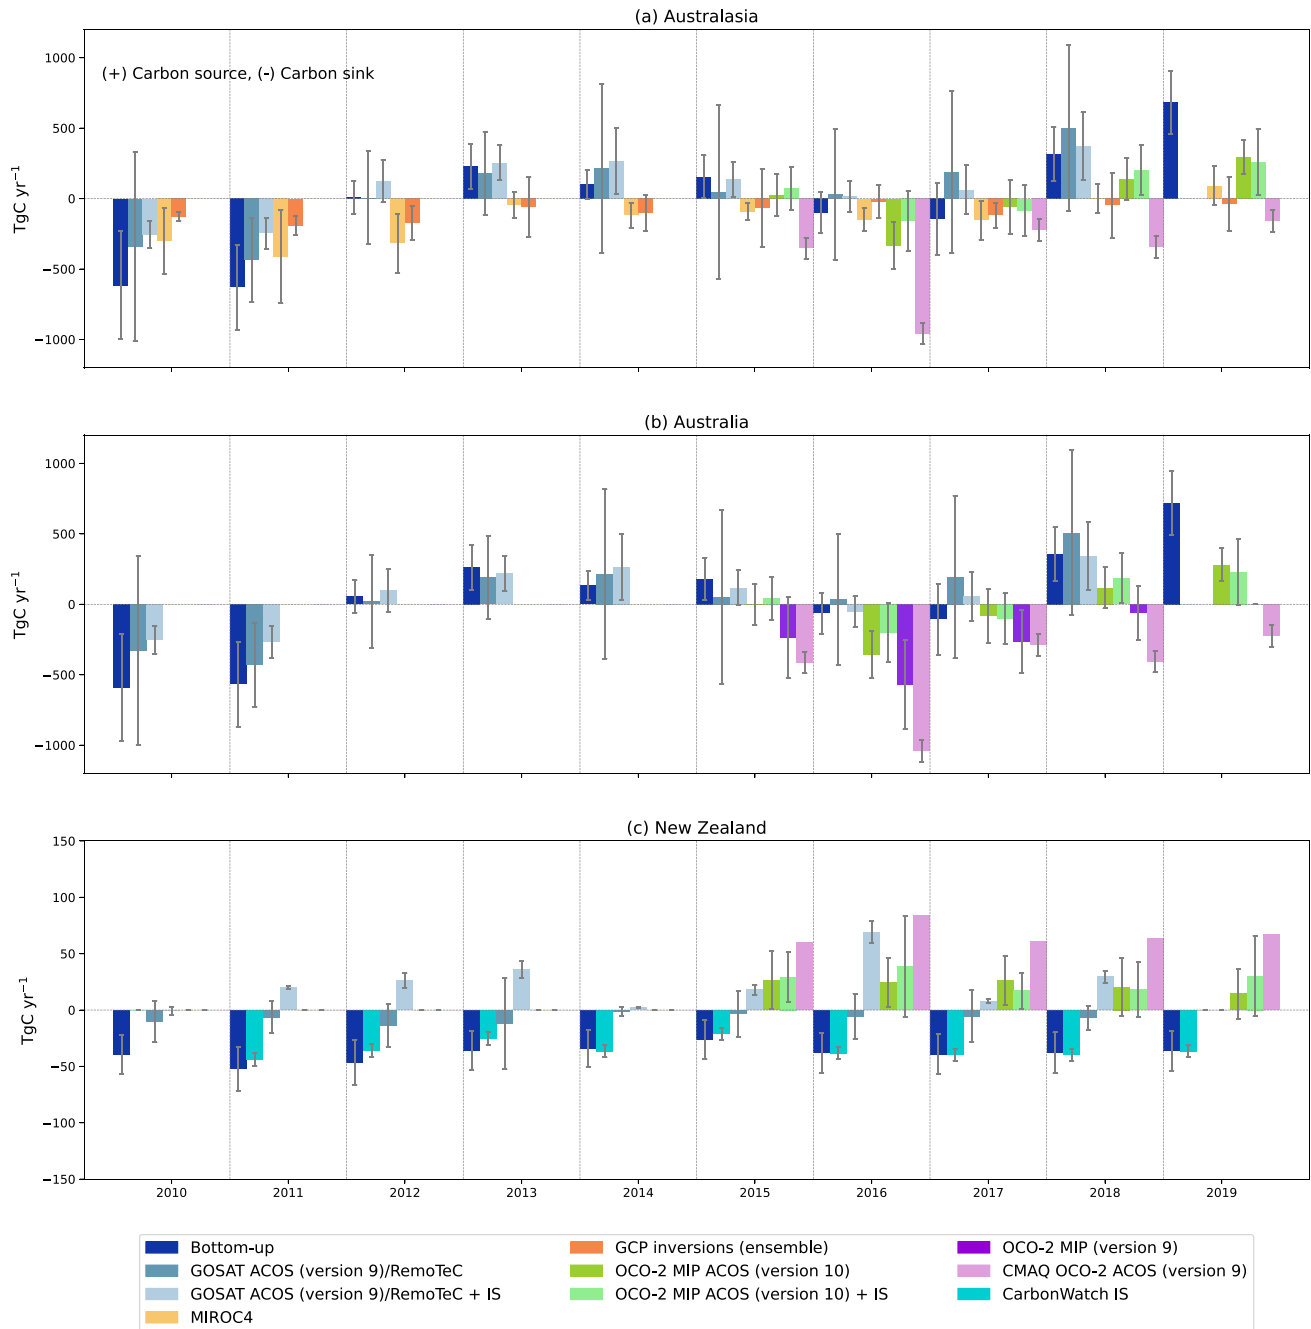 (a) Australasia
(+) Carbon source, (-) Carbon sink
TgC yr⁻¹
1000
500
0
−500
−1000
(b) Australia
TgC yr⁻¹
1000
500
0
−500
−1000
(c) New Zealand
TgC yr⁻¹
150
100
50
0
−50
−100
−150
2010 2011 2012 2013 2014 2015 2016 2017 2018 2019
Bottom-up
GOSAT ACOS (version 9)/RemoTeC
GOSAT ACOS (version 9)/RemoTeC + IS
MIROC4
GCP inversions (ensemble)
OCO-2 MIP ACOS (version 10)
OCO-2 MIP ACOS (version 10) + IS
OCO-2 MIP (version 9)
CMAQ OCO-2 ACOS (version 9)
CarbonWatch IS